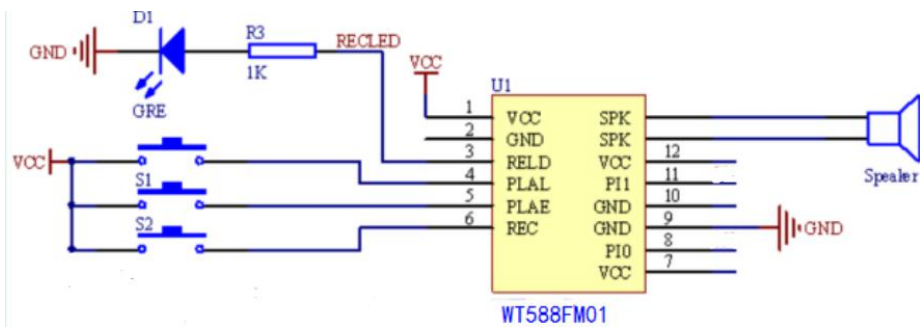 D1
GND
R3
RECLED
1K
GRE
VCC
U1
1 VCC SPK
2 GND SPK
3 RELD VCC 12
4 PLAL PI1 11
5 PLAE GND 10
6 REC GND 9
PI0 8
VCC 7
VCC
S1
S2
Spealer
GND
WT588FM01